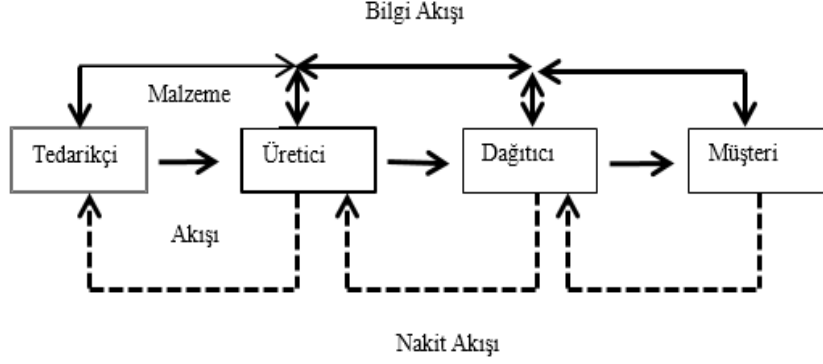 Bilgi Akışı
Malzeme
Tedarikçi
Üretici
Dağıtıcı
Müşteri
Akışı
Nakit Akışı